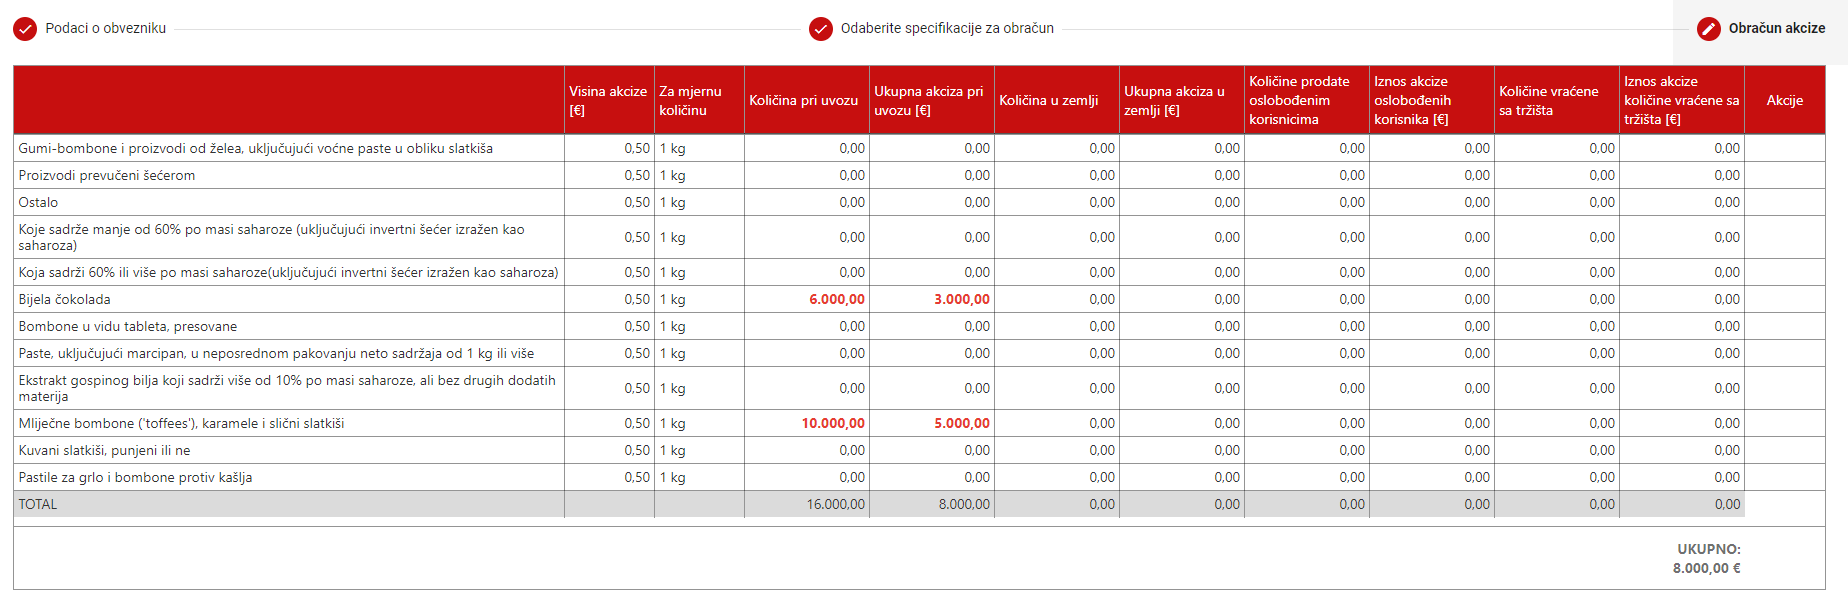 Podaci o obvezniku
Odaberite specifikacije za obračun
Obračun akcize
Visina akcize
[€]
Za mjernu
količinu
Količina pri uvozu
Ukupna akciza pri
uvozu [€]
Količina u zemlji
Ukupna akciza u
zemlji [€]
Količine prodate
oslobođenim
korisnicima
Iznos akcize
oslobođenih
korisnika [€]
Količine vraćene
sa tržišta
Iznos akcize
količine vraćene sa
tržišta [€]
Akcije
Gumi-bombone i proizvodi od želea, uključujući voćne paste u obliku slatkiša 0,50 1 kg 0,00 0,00 0,00 0,00 0,00 0,00 0,00 0,00
Proizvodi prevučeni šećerom 0,50 1 kg 0,00 0,00 0,00 0,00 0,00 0,00 0,00 0,00
Ostalo 0,50 1 kg 0,00 0,00 0,00 0,00 0,00 0,00 0,00 0,00
Koje sadrže manje od 60% po masi saharoze (uključujući invertni šećer izražen kao
saharoza) 0,50 1 kg 0,00 0,00 0,00 0,00 0,00 0,00 0,00 0,00
Koja sadrži 60% ili više po masi saharoze(uključujući invertni šećer izražen kao saharoza) 0,50 1 kg 0,00 0,00 0,00 0,00 0,00 0,00 0,00 0,00
Bijela čokolada 0,50 1 kg 6.000,00 3.000,00 0,00 0,00 0,00 0,00 0,00 0,00
Bombone u vidu tableta, presovane 0,50 1 kg 0,00 0,00 0,00 0,00 0,00 0,00 0,00 0,00
Paste, uključujući marcipan, u neposrednom pakovanju neto sadržaja od 1 kg ili više 0,50 1 kg 0,00 0,00 0,00 0,00 0,00 0,00 0,00 0,00
Ekstrakt gospinog bilja koji sadrži više od 10% po masi saharoze, ali bez drugih dodatih
materija 0,50 1 kg 0,00 0,00 0,00 0,00 0,00 0,00 0,00 0,00
Mliječne bombone ('toffees'), karamele i slični slatkiši 0,50 1 kg 10.000,00 5.000,00 0,00 0,00 0,00 0,00 0,00 0,00
Kuvani slatkiši, punjeni ili ne 0,50 1 kg 0,00 0,00 0,00 0,00 0,00 0,00 0,00 0,00
Pastile za grlo i bombone protiv kašlja 0,50 1 kg 0,00 0,00 0,00 0,00 0,00 0,00 0,00 0,00
TOTAL 16.000,00 8.000,00 0,00 0,00 0,00 0,00 0,00 0,00
UKUPNO:
8.000,00 €